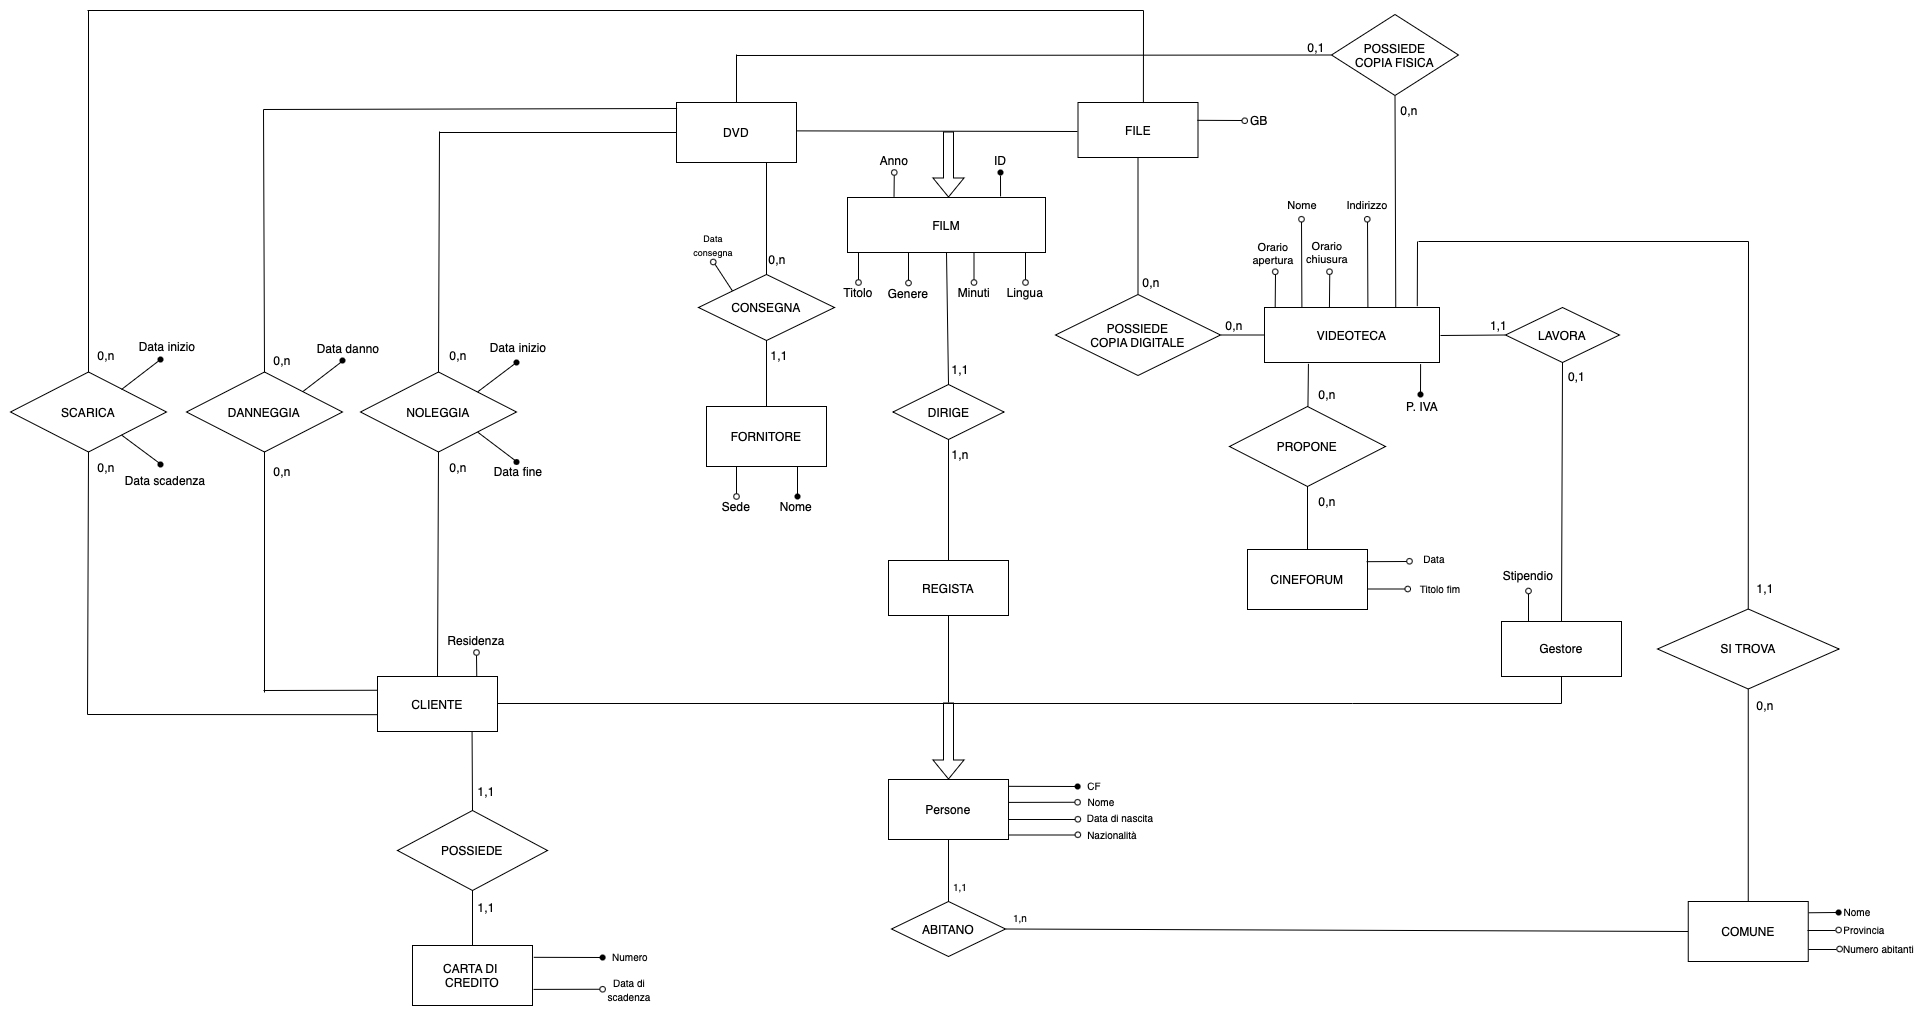 POSSIEDE
COPIA FISICA
0,1
0,n
DVD
FILE
GB
Anno
ID
FILM
Titolo
Genere
Minuti
Lingua
Data
consegna
0,n
CONSEGNA
1,1
FORNITORE
Sede
Nome
0,n
POSSIEDE
COPIA DIGITALE
0,n
Nome
Indirizzo
Orario
apertura
Orario
chiusura
VIDEOTECA
P. IVA
1,1
LAVORA
0,1
0,n
Data inizio
SCARICA
0,n
Data scadenza
0,n
Data danno
DANNEGGIA
0,n
0,n
Data inizio
NOLEGGIA
0,n
Data fine
1,1
DIRIGE
1,n
REGISTA
0,n
PROPONE
0,n
CINEFORUM
Data
Titolo fim
Stipendio
Gestore
1,1
SI TROVA
0,n
Residenza
CLIENTE
1,1
POSSIEDE
1,1
CARTA DI
CREDITO
Numero
Data di
scadenza
Persone
CF
Nome
Data di nascita
Nazionalità
1,1
ABITANO
1,n
COMUNE
Nome
Provincia
Numero abitanti